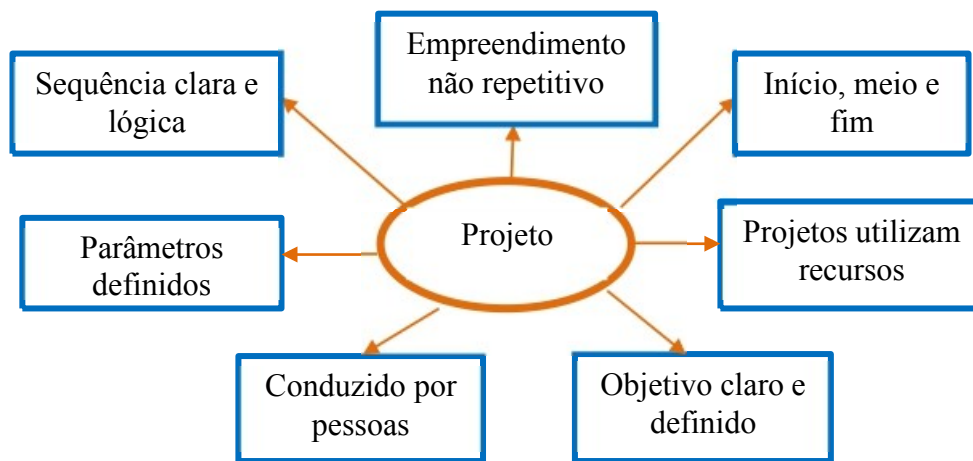 Empreendimento
não repetitivo
Sequência clara e
lógica
Início, meio e
fim
Projeto
Parâmetros
definidos
Projetos utilizam
recursos
Conduzido por
pessoas
Objetivo claro e
definido